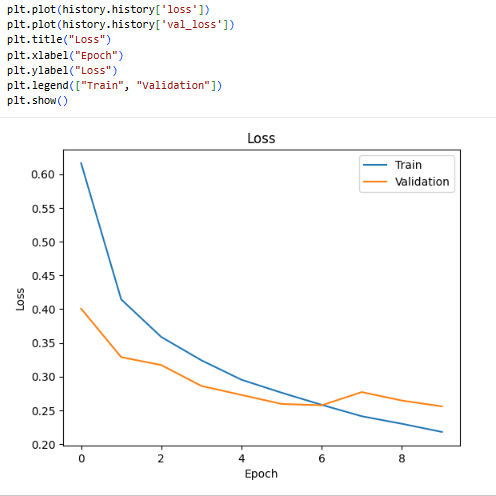 plt.plot(history.history['loss'])
plt.plot(history.history['val_loss'])
plt.title("Loss")
plt.xlabel("Epoch")
plt.ylabel("Loss")
plt.legend(["Train", "Validation"])
plt.show()
Loss
Train
Validation
0.60
0.55
0.50
0.45
0.40
0.35
0.30
0.25
0.20
Loss
0 2 4 6 8
Epoch